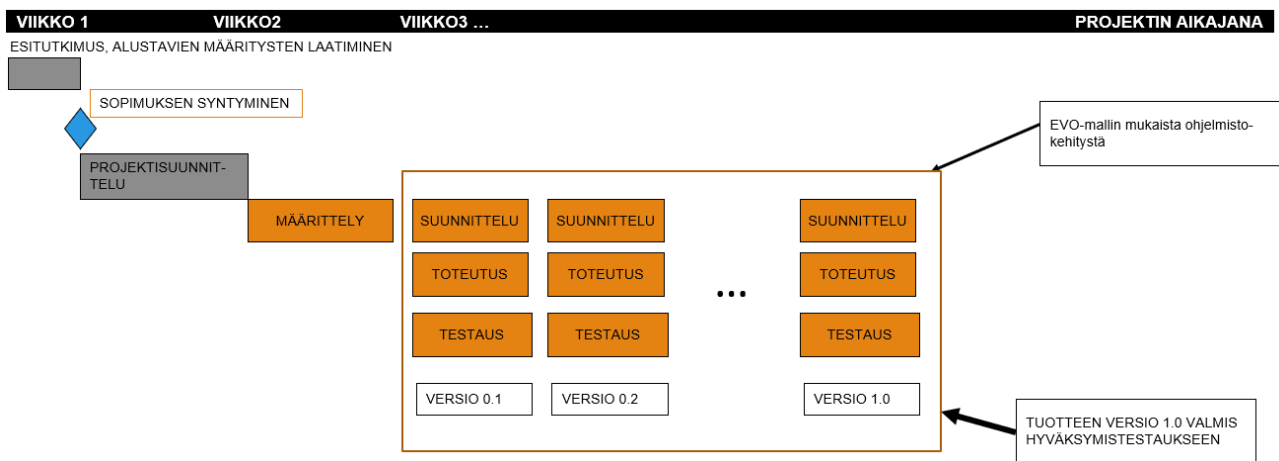 VIIKKO 1 VIIKKO2 VIIKKO3 ... PROJEKTIN AIKAJANA
ESITUTKIMUS, ALUSTAVIEN MÄÄRITYSTEN LAATIMINEN
SOPIMUKSEN SYNTYMINEN
EVO-mallin mukaista ohjelmisto-
kehitystä
PROJEKTISUUNNIT-
TELU
MÄÄRITTELY SUUNNITTELU SUUNNITTELU SUUNNITTELU
TOTEUTUS TOTEUTUS TOTEUTUS
...
TESTAUS TESTAUS TESTAUS
VERSIO 0.1 VERSIO 0.2 VERSIO 1.0
TUOTTEEN VERSIO 1.0 VALMIS
HYVÄKSYMISTESTAUKSEEN